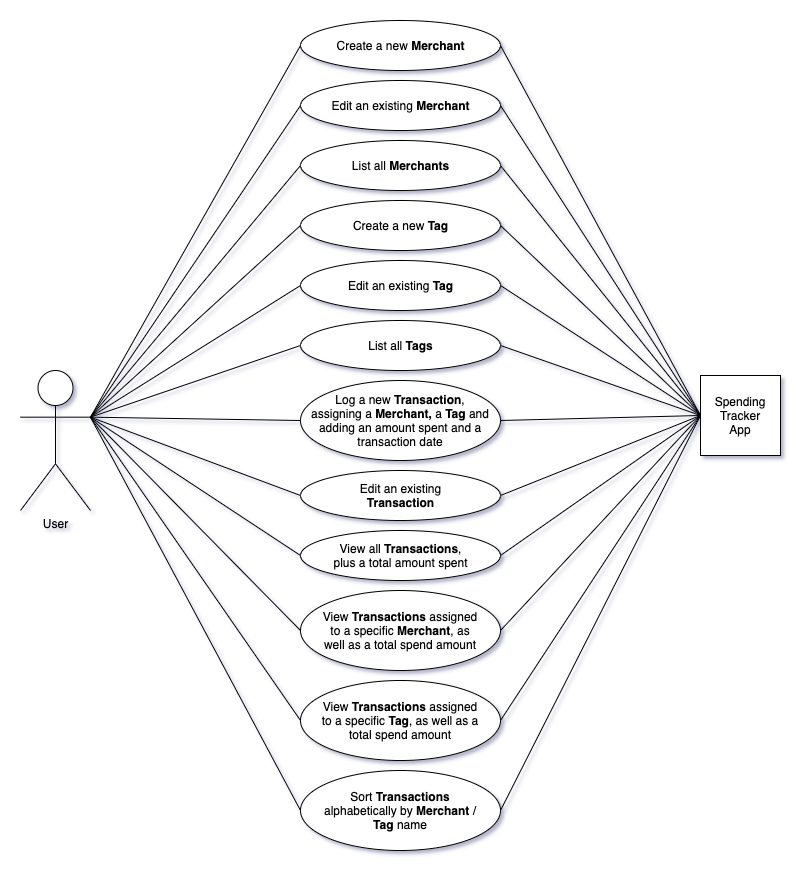 Create a new Merchant
Edit an existing Merchant
List all Merchants
Create a new Tag
Edit an existing Tag
List all Tags
Log a new Transaction,
assigning a Merchant, a Tag and
adding an amount spent and a
transaction date
Edit an existing
Transaction
View all Transactions,
plus a total amount spent
View Transactions assigned
to a specific Merchant, as
well as a total spend amount
View Transactions assigned
to a specific Tag, as well as a
total spend amount
Sort Transactions
alphabetically by Merchant /
Tag name
User
Spending
Tracker
App